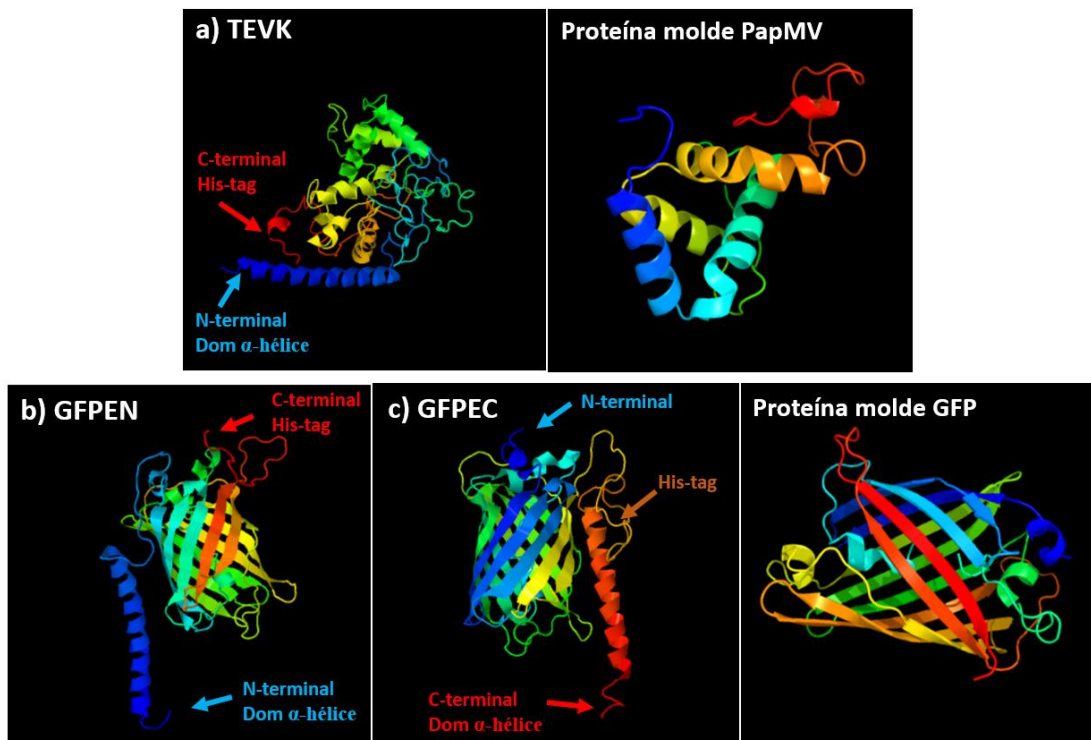 a) TEVK
C-terminal
His-tag
N-terminal
Dom α-hélice
Proteína molde PapMV
b) GFPEN
C-terminal
His-tag
N-terminal
Dom α-hélice
c) GFPEC
N-terminal
His-tag
C-terminal
Dom α-hélice
Proteína molde GFP